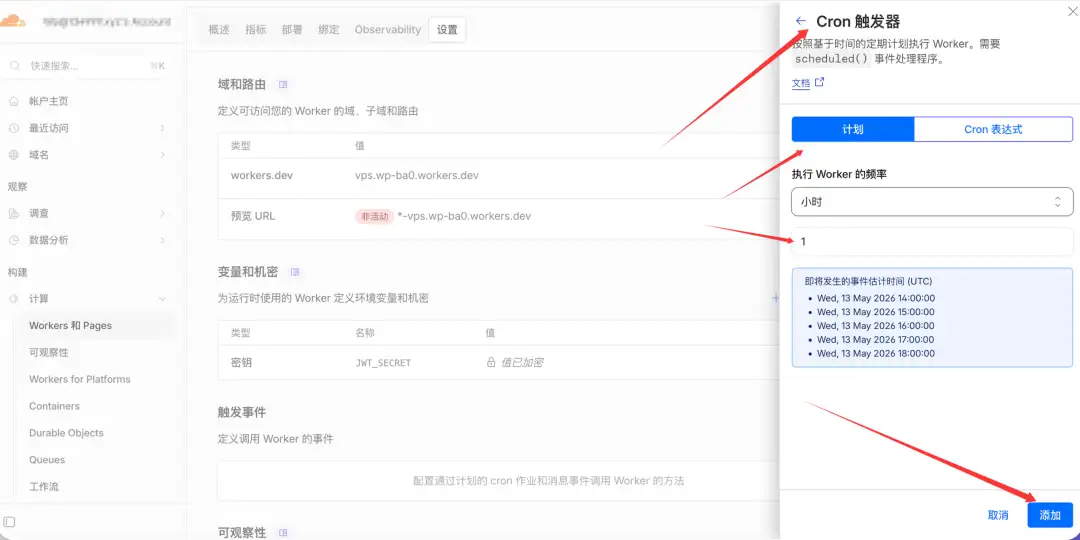 快速搜索...
⌘K
帐户主页
最近访问
域名
观察
调查
数据分析
构建
计算
Workers 和 Pages
可观察性
Workers for Platforms
Containers
Durable Objects
Queues
工作流
概述 指标 部署 绑定 Observability 设置
域和路由
定义可访问您的 Worker 的域、子域和路由
类型 值
workers.dev vps.wp-ba0.workers.dev
预览 URL 非活动 *-vps.wp-ba0.workers.dev
变量和机密
为运行时使用的 Worker 定义环境变量和机密
类型 名称 值
密钥 JWT_SECRET 值已加密
触发事件
定义调用 Worker 的事件
配置通过计划的 cron 作业和消息事件调用 Worker 的方法
可观察性
Cron 触发器
按照基于时间的定期计划执行 Worker。需要
scheduled() 事件处理程序。
文档
计划 Cron 表达式
执行 Worker 的频率
小时
1
即将发生的事件估计时间 (UTC)
• Wed, 13 May 2026 14:00:00
• Wed, 13 May 2026 15:00:00
• Wed, 13 May 2026 16:00:00
• Wed, 13 May 2026 17:00:00
• Wed, 13 May 2026 18:00:00
取消 添加